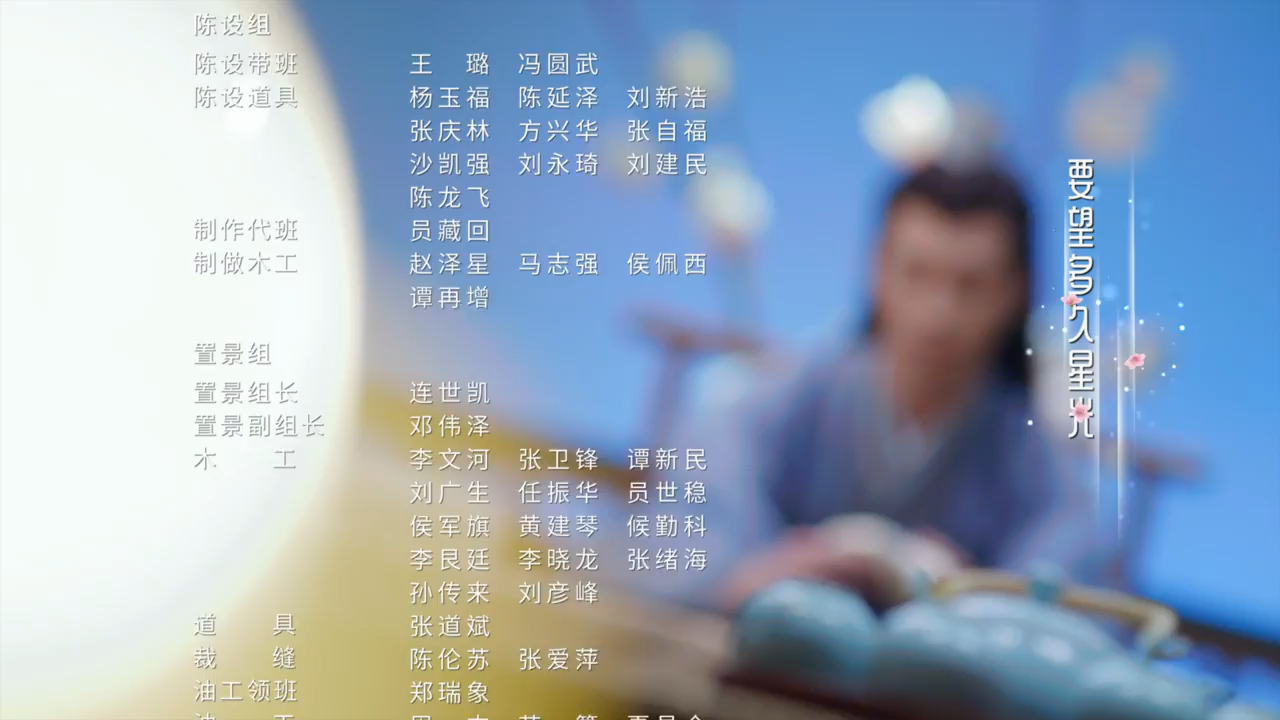 陈设组
陈设带班 王 璐 冯圆武
陈设道具 杨玉福 陈延泽 刘新浩
张庆林 方兴华 张自福
沙凯强 刘永琦 刘建民
陈龙飞
制作代班 员藏回
制做木工 赵泽星 马志强 侯佩西
谭再增
置景组
置景组长 连世凯
置景副组长 邓伟泽
木 工 李文河 张卫锋 谭新民
刘广生 任振华 员世稳
侯军旗 黄建琴 候勤科
李艮廷 李晓龙 张绪海
孙传来 刘彦峰
道 具 张道斌
裁 缝 陈伦苏 张爱萍
油工领班 郑瑞象
要望多久星光